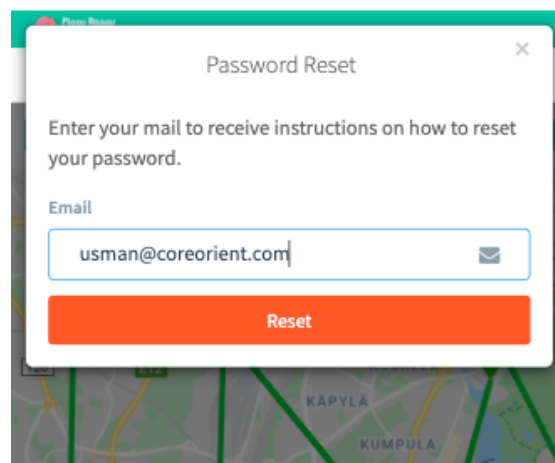 Password Reset
×
Enter your mail to receive instructions on how to reset
your password.
Email
usman@coreorient.com
Reset
E12
KÄPYLÄ
KUMPULA